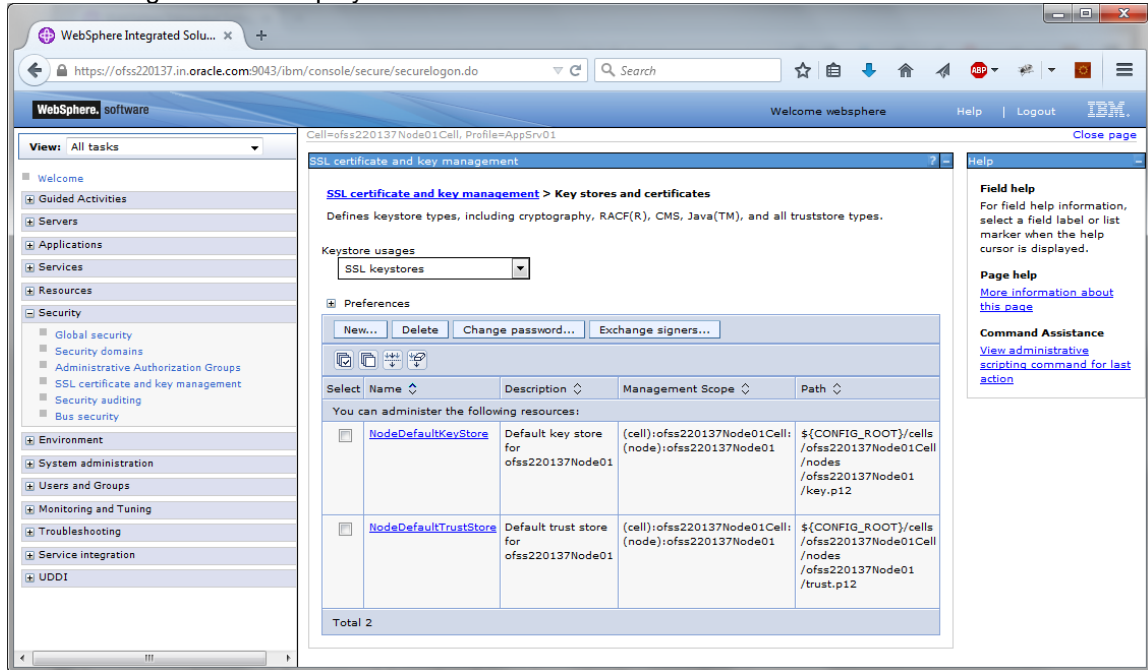 WebSphere Integrated Solu...
https://ofss220137.in.oracle.com:9043/ibm/console/secure/securelogon.do
Search
ABP
WebSphere. software
Welcome websphere
Help | Logout
IBM.
Cell=ofss220137Node01Cell, Profile=AppSrv01
Close page
View: All tasks
Welcome
Guided Activities
Servers
Applications
Services
Resources
Security
Global security
Security domains
Administrative Authorization Groups
SSL certificate and key management
Security auditing
Bus security
Environment
System administration
Users and Groups
Monitoring and Tuning
Troubleshooting
Service integration
UDDI
SSL certificate and key management
SSL certificate and key management > Key stores and certificates
Defines keystore types, including cryptography, RACF(R), CMS, Java(TM), and all truststore types.
Keystore usages
SSL keystores
Preferences
New... Delete Change password... Exchange signers...
Select Name Description Management Scope Path
You can administer the following resources:
NodeDefaultKeyStore
Default key store
for
ofss220137Node01
(cell):ofss220137Node01Cell:
(node):ofss220137Node01
${CONFIG_ROOT}/cells
/ofss220137Node01Cell
/nodes
/ofss220137Node01
/key.p12
NodeDefaultTrustStore
Default trust store
for
ofss220137Node01
(cell):ofss220137Node01Cell:
(node):ofss220137Node01
${CONFIG_ROOT}/cells
/ofss220137Node01Cell
/nodes
/ofss220137Node01
/trust.p12
Total 2
Help
Field help
For field help information,
select a field label or list
marker when the help
cursor is displayed.
Page help
More information about
this page
Command Assistance
View administrative
scripting command for last
action